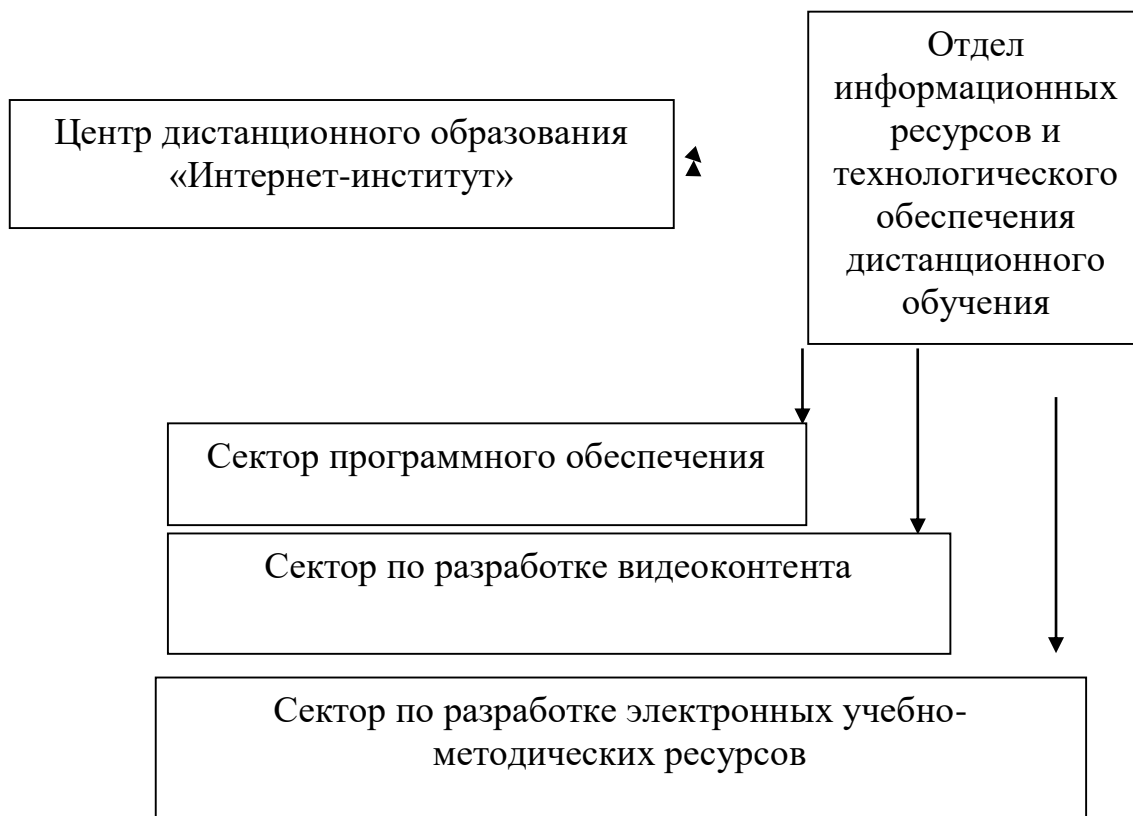 Центр дистанционного образования
«Интернет-институт»
Отдел
информационных
ресурсов и
технологического
обеспечения
дистанционного
обучения
Сектор программного обеспечения
Сектор по разработке видеоконтента
Сектор по разработке электронных учебно-
методических ресурсов